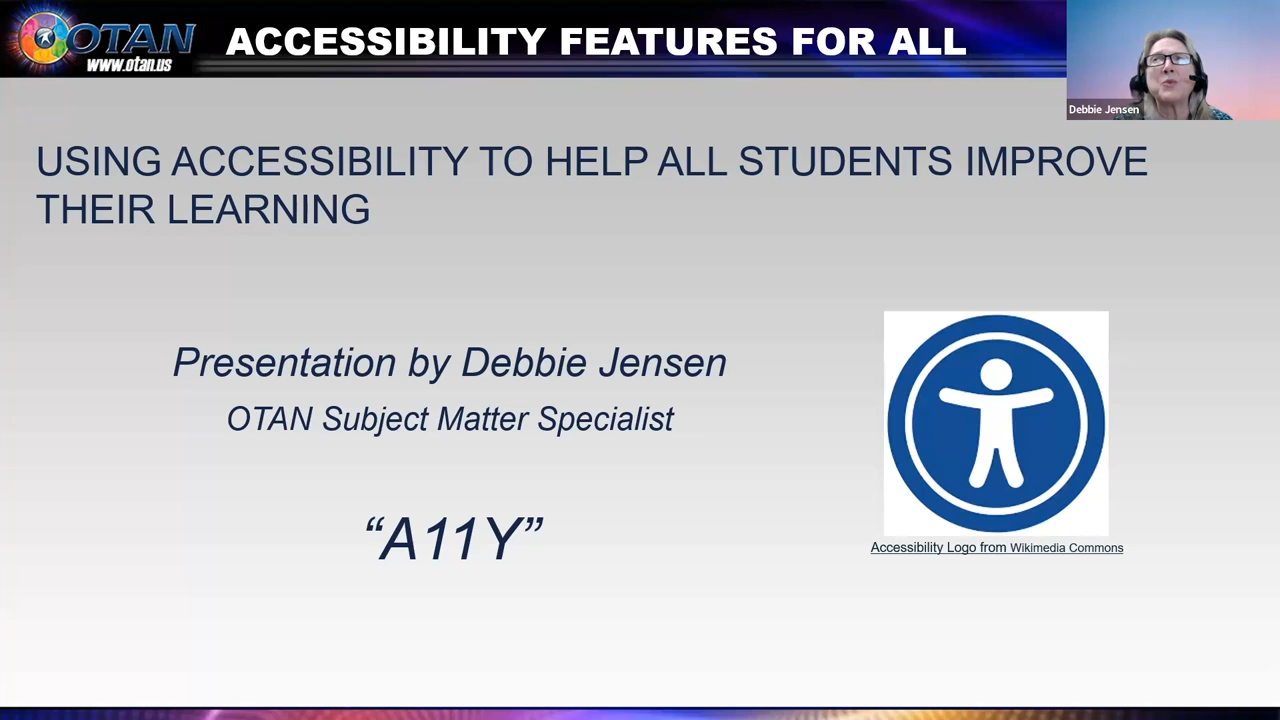 OTAN
www.otan.us
ACCESSIBILITY FEATURES FOR ALL
Debbie Jensen
USING ACCESSIBILITY TO HELP ALL STUDENTS IMPROVE
THEIR LEARNING
Presentation by Debbie Jensen
OTAN Subject Matter Specialist
“A11Y”
Accessibility Logo from Wikimedia Commons